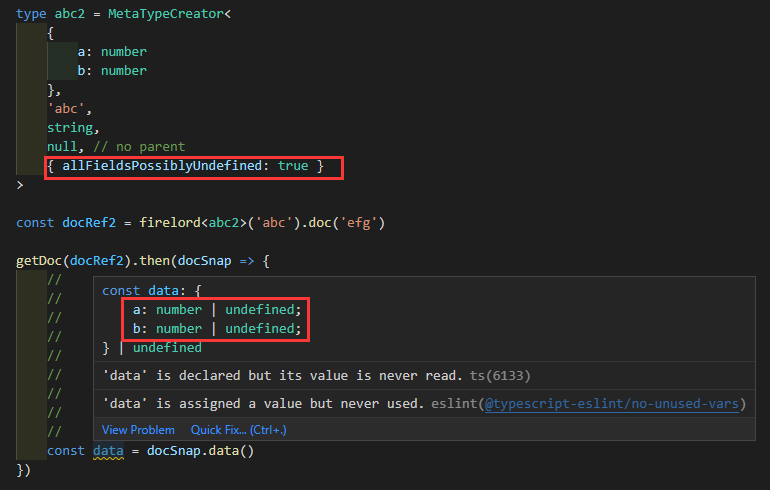 type abc2 = MetaTypeCreator<
{
a: number
b: number
},
'abc',
string,
null, // no parent
{ allFieldsPossiblyUndefined: true }
>
const docRef2 = firelord<abc2>('abc').doc('efg')
getDoc(docRef2).then(docSnap => {
//
//
//
//
//
//
//
//
//
const data: {
a: number | undefined;
b: number | undefined;
} | undefined
'data' is declared but its value is never read. ts(6133)
'data' is assigned a value but never used. eslint(@typescript-eslint/no-unused-vars)
View Problem Quick Fix... (Ctrl+.)
const data = docSnap.data()
})